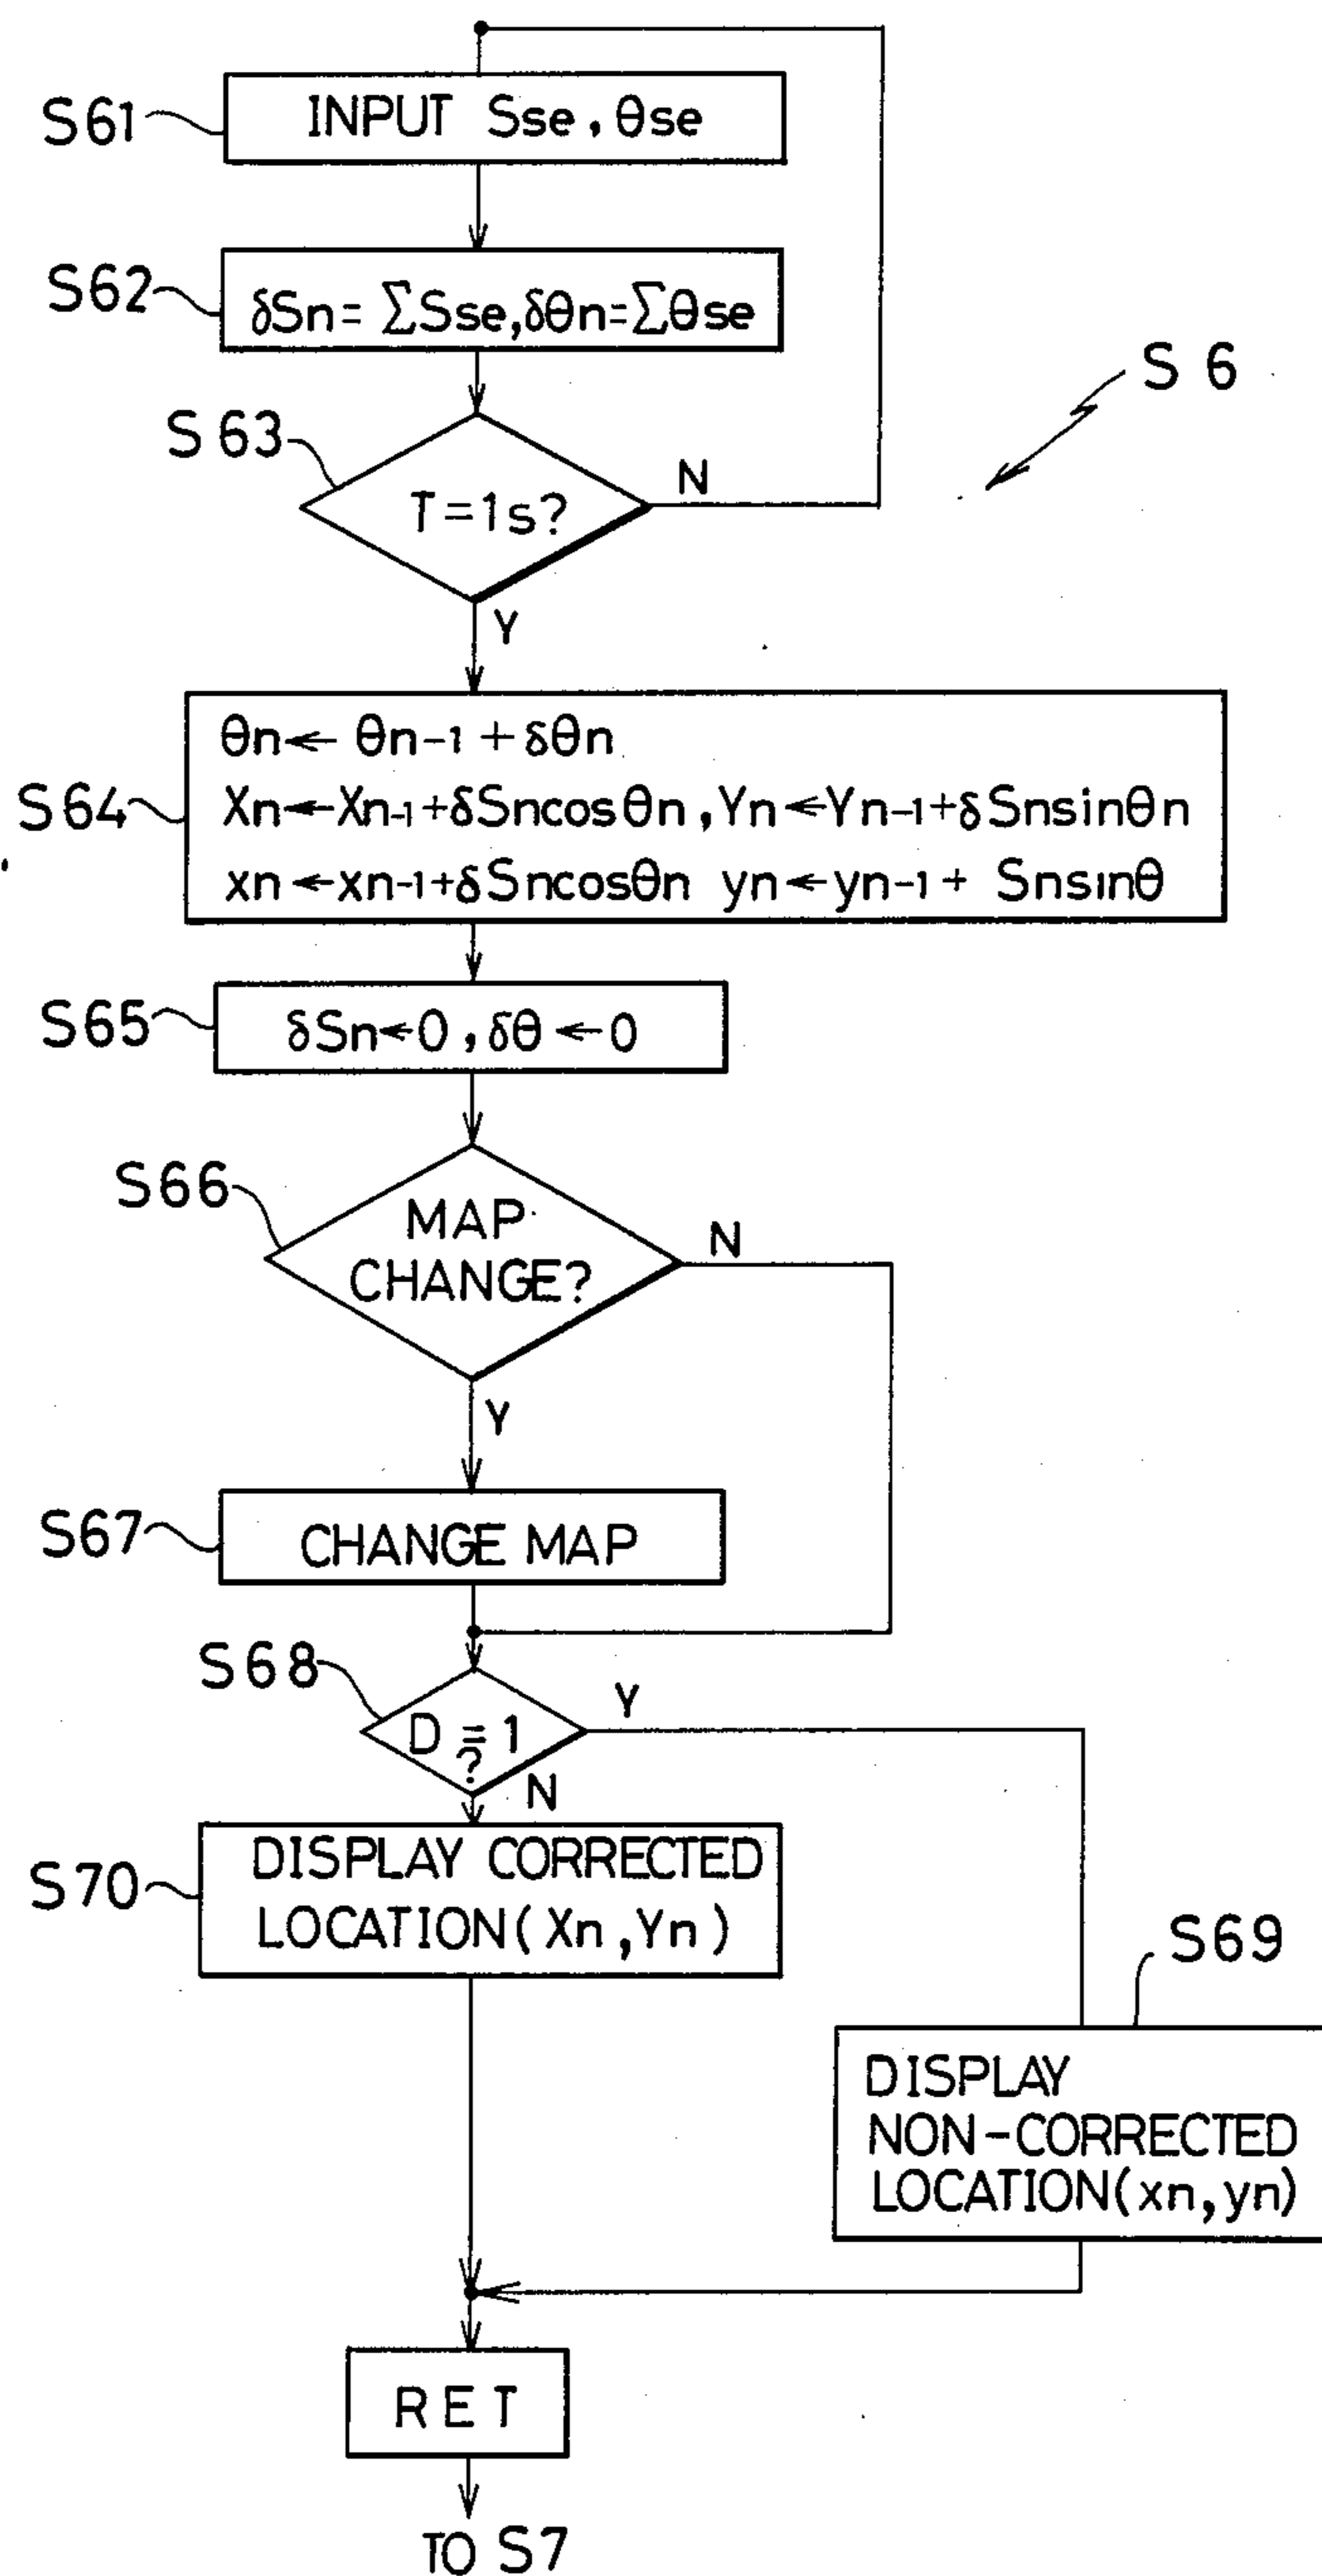 S61
INPUT Sse, θse
S62
δSn= ∑Sse,δθn=∑θse
S 6
S63
T=1s?
N
Y
S64
θn← θn-1 + δθn
Xn←Xn-1+δSncosθn,Yn←Yn-1+δSnsinθn
xn←xn-1+δSncosθn yn←yn-1+ Snsinθ
S65
δSn←0,δθ←0
S66
MAP
CHANGE?
N
Y
S67
CHANGE MAP
S68
D = 1
?
Y
N
S70
DISPLAY CORRECTED
LOCATION(Xn,Yn)
S69
DISPLAY
NON-CORRECTED
LOCATION(xn,yn)
RET
TO S7